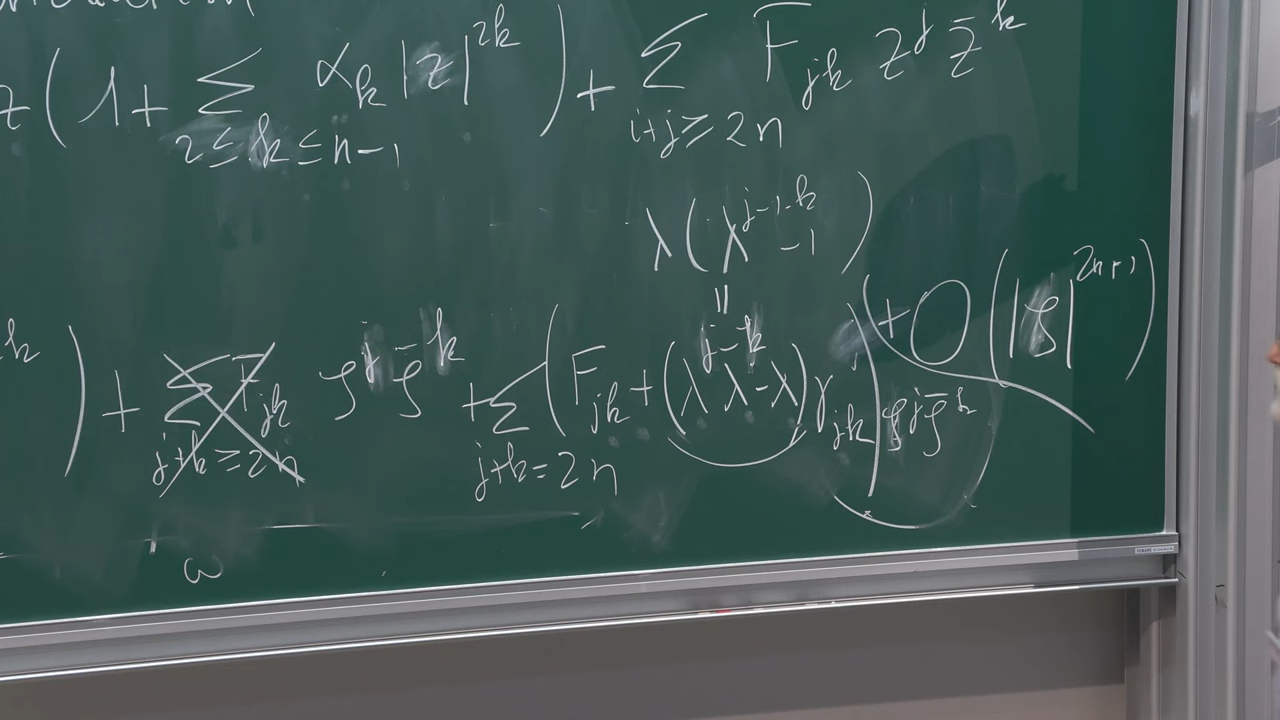 z(1+ Σ α_k |z|^{2k}) + Σ F_{jk} z^j z̄^k
2≤k≤n-1 i+j≥2n
λ(λ^{j-1-k} -1)
=
k) + Σ F_{jk} ζ^j ζ̄^k + Σ (F_{jk} + (λ^{j-k} λ-λ) γ_{jk}) ζ^j ζ̄^k + O(|ζ|^{2n+1})
j+k≥2n j+k=2n
ω